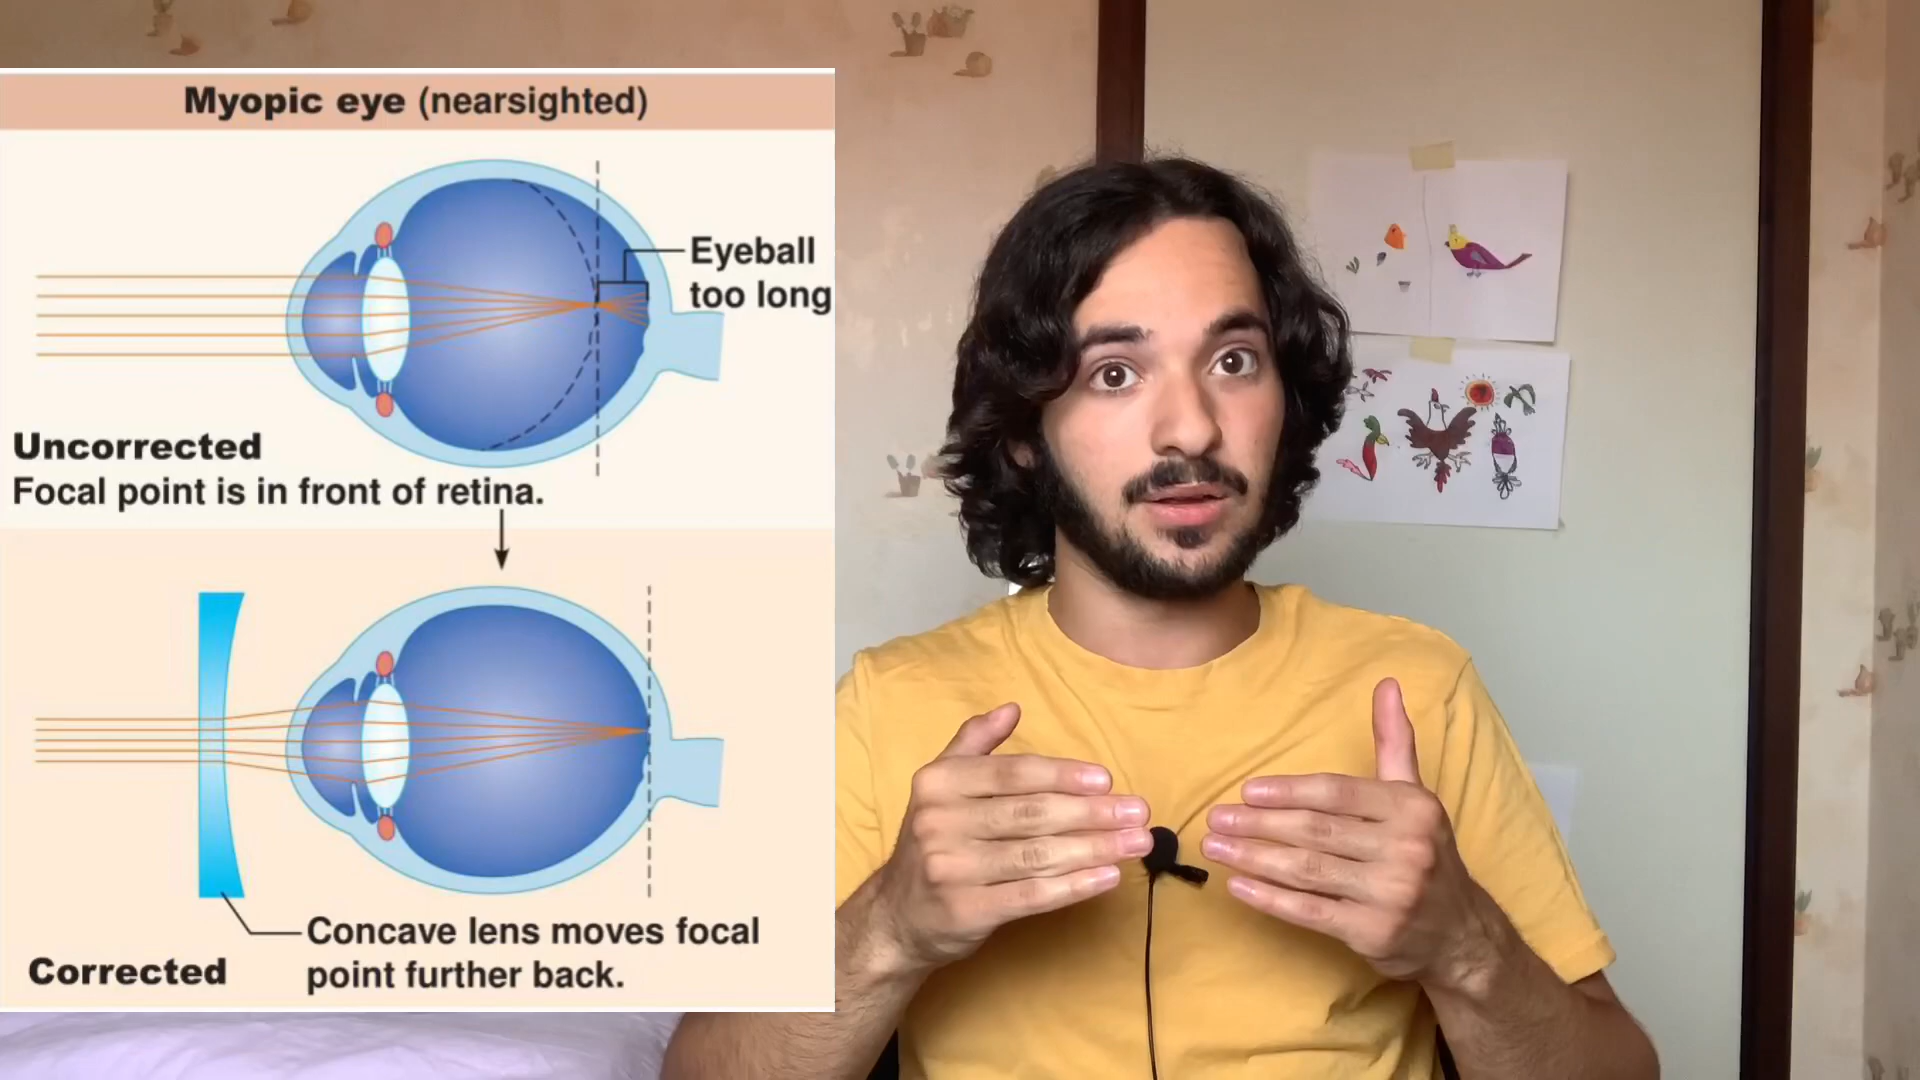 Myopic eye (nearsighted)
Eyeball
too long
Uncorrected
Focal point is in front of retina.
Concave lens moves focal
point further back.
Corrected